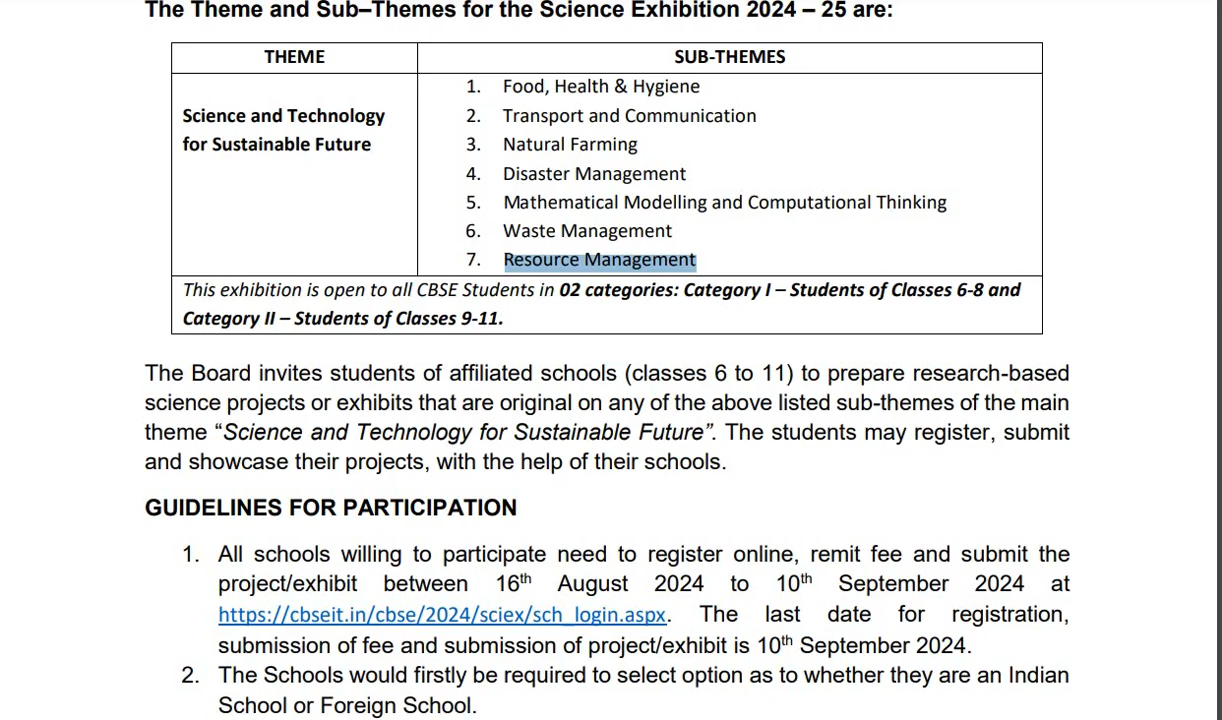 The Theme and Sub–Themes for the Science Exhibition 2024 – 25 are:
THEME
SUB-THEMES
Science and Technology
for Sustainable Future
1. Food, Health & Hygiene
2. Transport and Communication
3. Natural Farming
4. Disaster Management
5. Mathematical Modelling and Computational Thinking
6. Waste Management
7. Resource Management
This exhibition is open to all CBSE Students in 02 categories: Category I – Students of Classes 6-8 and
Category II – Students of Classes 9-11.
The Board invites students of affiliated schools (classes 6 to 11) to prepare research-based
science projects or exhibits that are original on any of the above listed sub-themes of the main
theme “Science and Technology for Sustainable Future”. The students may register, submit
and showcase their projects, with the help of their schools.
GUIDELINES FOR PARTICIPATION
1. All schools willing to participate need to register online, remit fee and submit the
project/exhibit between 16th August 2024 to 10th September 2024 at
https://cbseit.in/cbse/2024/sciex/sch_login.aspx. The last date for registration,
submission of fee and submission of project/exhibit is 10th September 2024.
2. The Schools would firstly be required to select option as to whether they are an Indian
School or Foreign School.